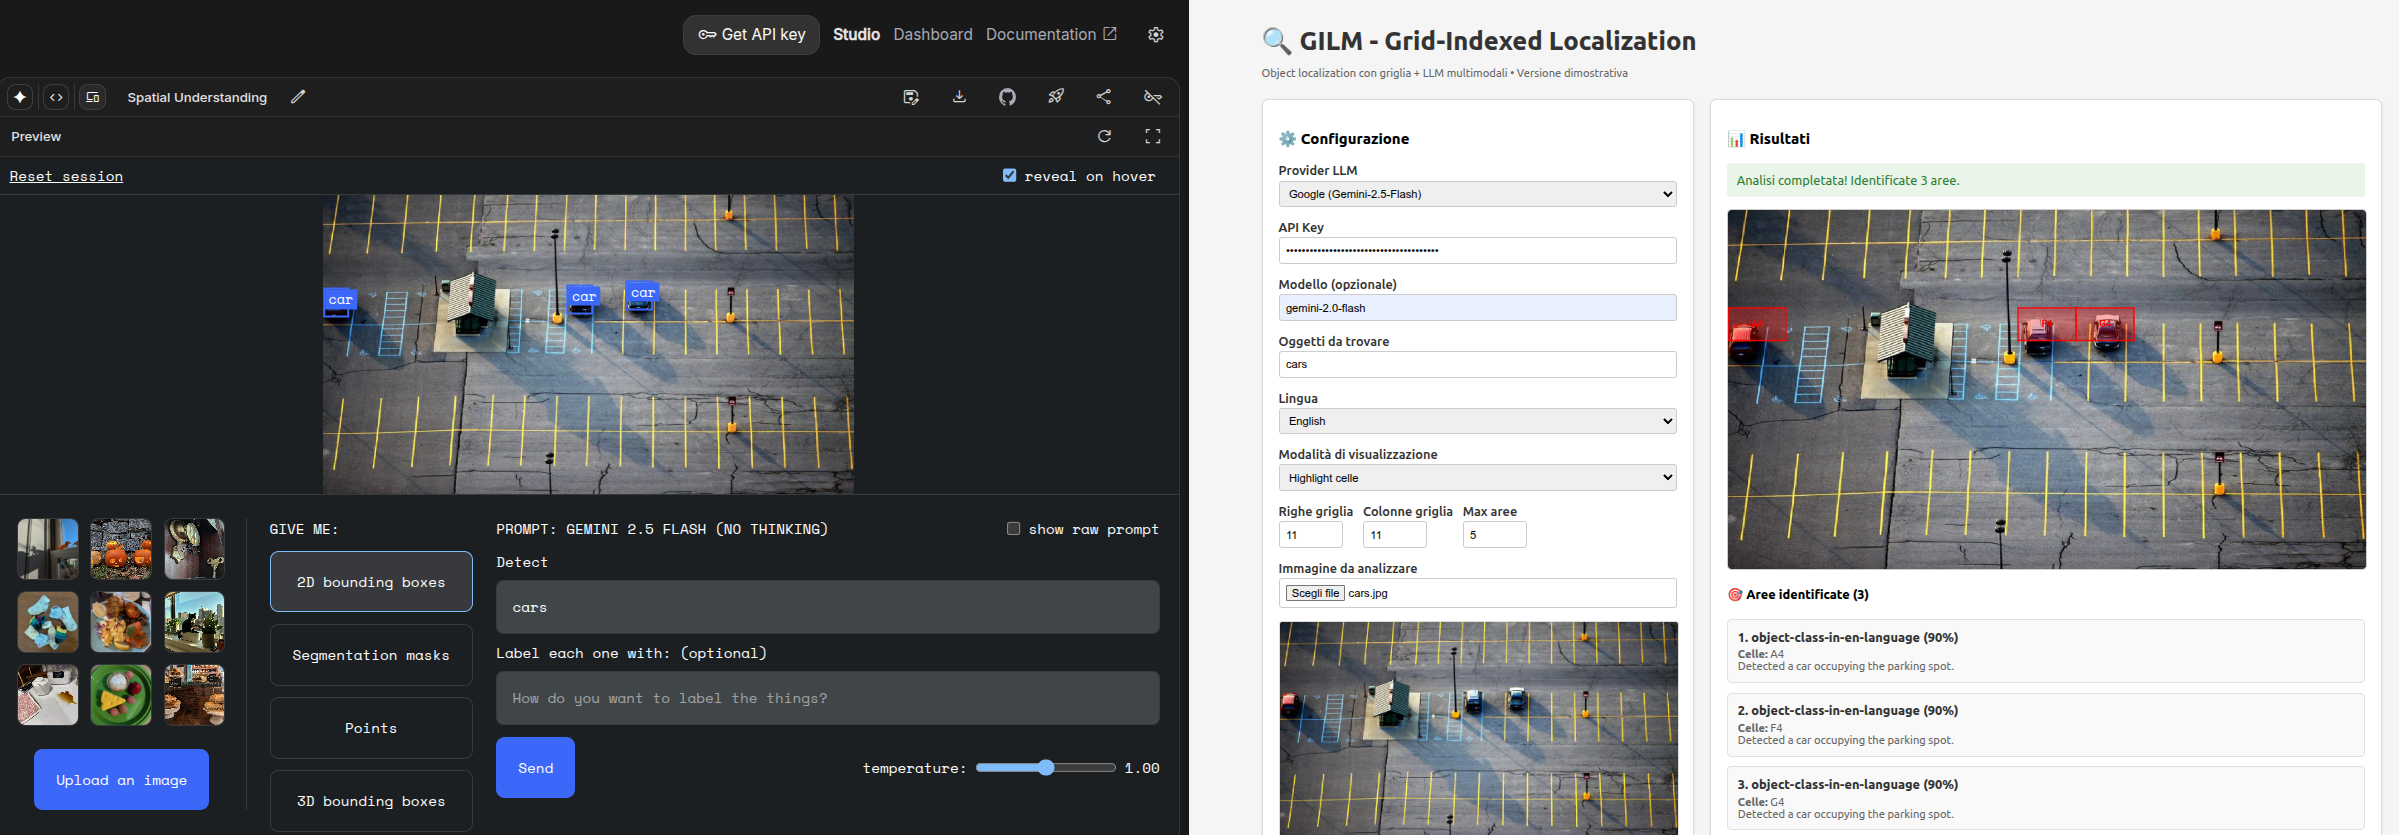 Get API key
Studio
Dashboard
Documentation
Spatial Understanding
Preview
Reset session
reveal on hover
car
car
car
GIVE ME:
2D bounding boxes
Segmentation masks
Points
3D bounding boxes
Upload an image
PROMPT: GEMINI 2.5 FLASH (NO THINKING)
show raw prompt
Detect
cars
Label each one with: (optional)
How do you want to label the things?
Send
temperature:
1.00
GILM - Grid-Indexed Localization
Object localization con griglia + LLM multimodali • Versione dimostrativa
Configurazione
Provider LLM
Google (Gemini-2.5-Flash)
API Key
Modello (opzionale)
gemini-2.0-flash
Oggetti da trovare
cars
Lingua
English
Modalità di visualizzazione
Highlight celle
Righe griglia Colonne griglia Max aree
11 11 5
Immagine da analizzare
Scegli file cars.jpg
Risultati
Analisi completata! Identificate 3 aree.
Aree identificate (3)
1. object-class-in-en-language (90%)
Celle: A4
Detected a car occupying the parking spot.
2. object-class-in-en-language (90%)
Celle: F4
Detected a car occupying the parking spot.
3. object-class-in-en-language (90%)
Celle: G4
Detected a car occupying the parking spot.